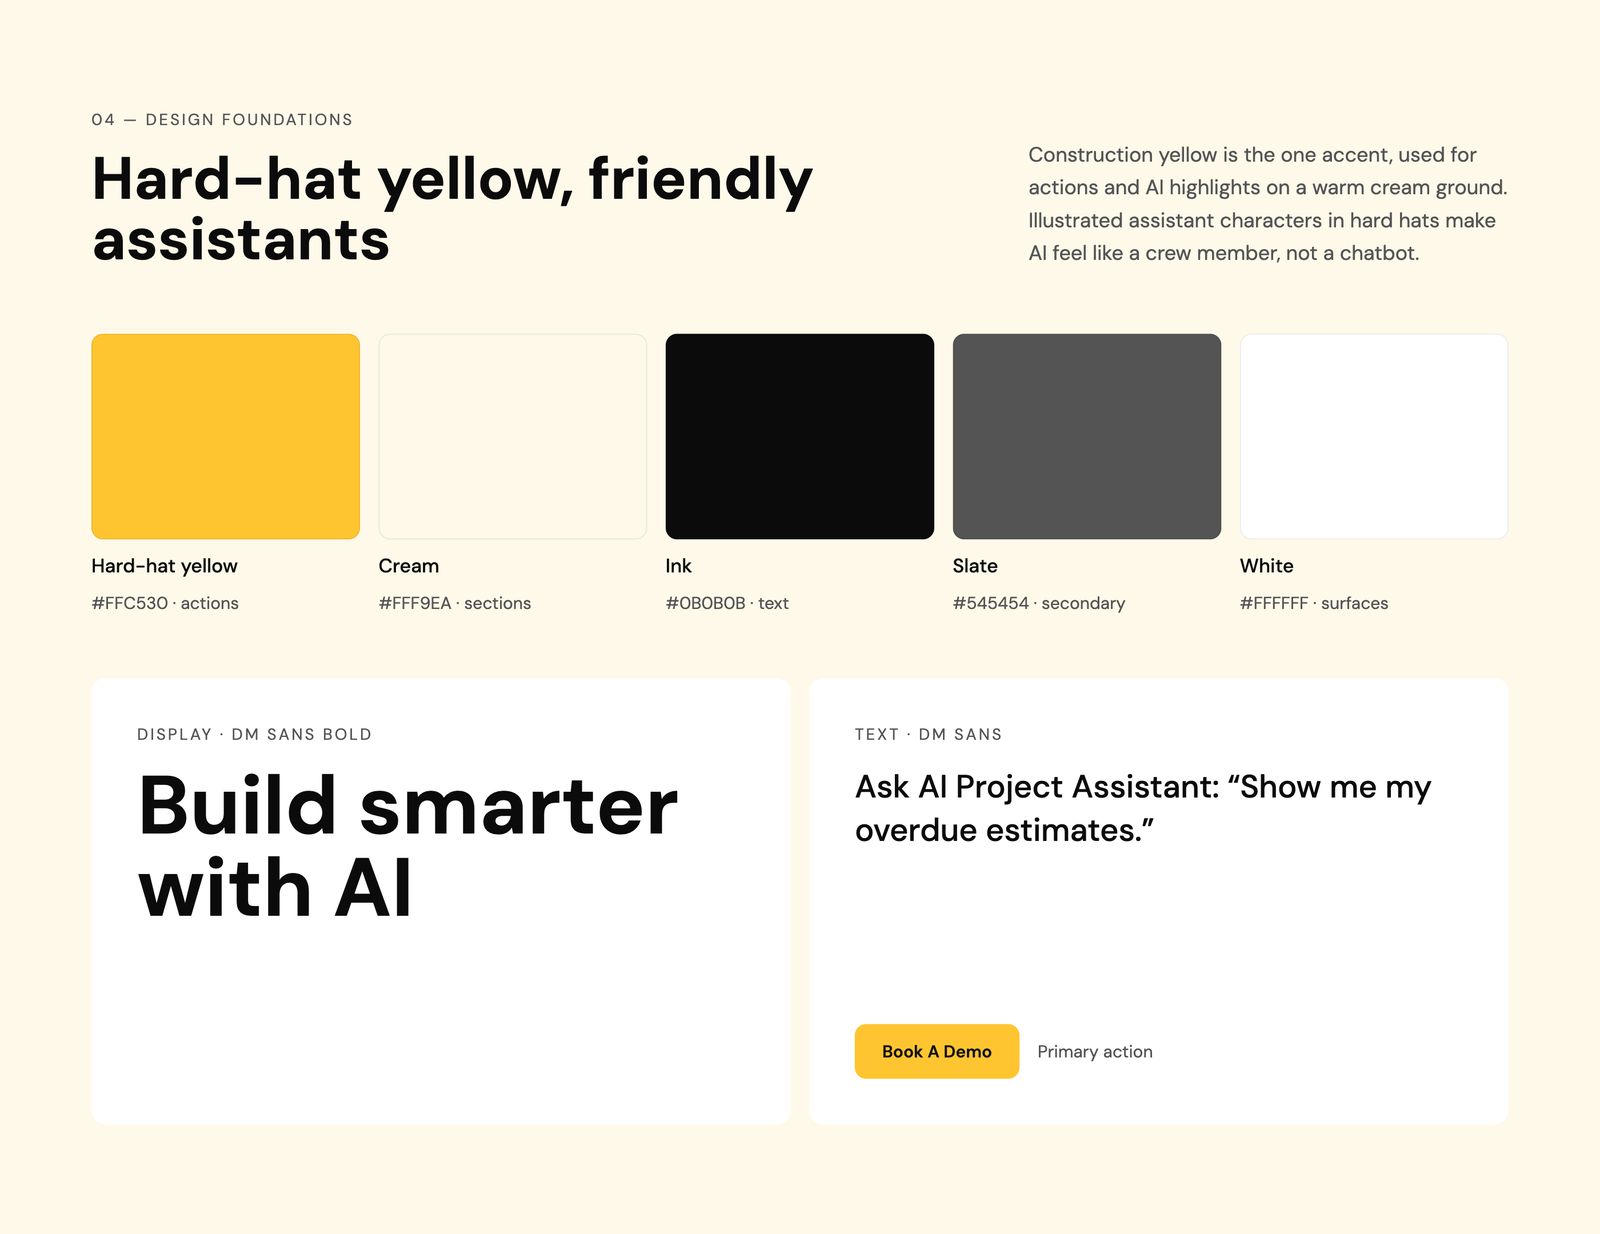 04 — DESIGN FOUNDATIONS
Hard-hat yellow, friendly
assistants
Construction yellow is the one accent, used for
actions and AI highlights on a warm cream ground.
Illustrated assistant characters in hard hats make
AI feel like a crew member, not a chatbot.
Hard-hat yellow
#FFC530 · actions
Cream
#FFF9EA · sections
Ink
#0B0B0B · text
Slate
#545454 · secondary
White
#FFFFFF · surfaces
DISPLAY · DM SANS BOLD
Build smarter
with AI
TEXT · DM SANS
Ask AI Project Assistant: “Show me my
overdue estimates.”
Book A Demo
Primary action